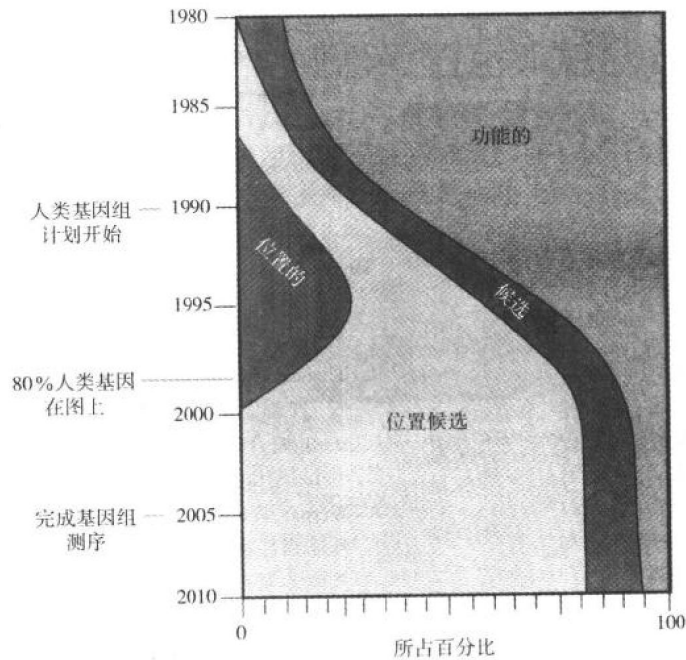 1980
功能的
1985
人类基因组
计划开始
1990
位置的
候选
1995
80%人类基因
在图上
2000
位置候选
完成基因组
测序
2005
2010
0
100
所占百分比